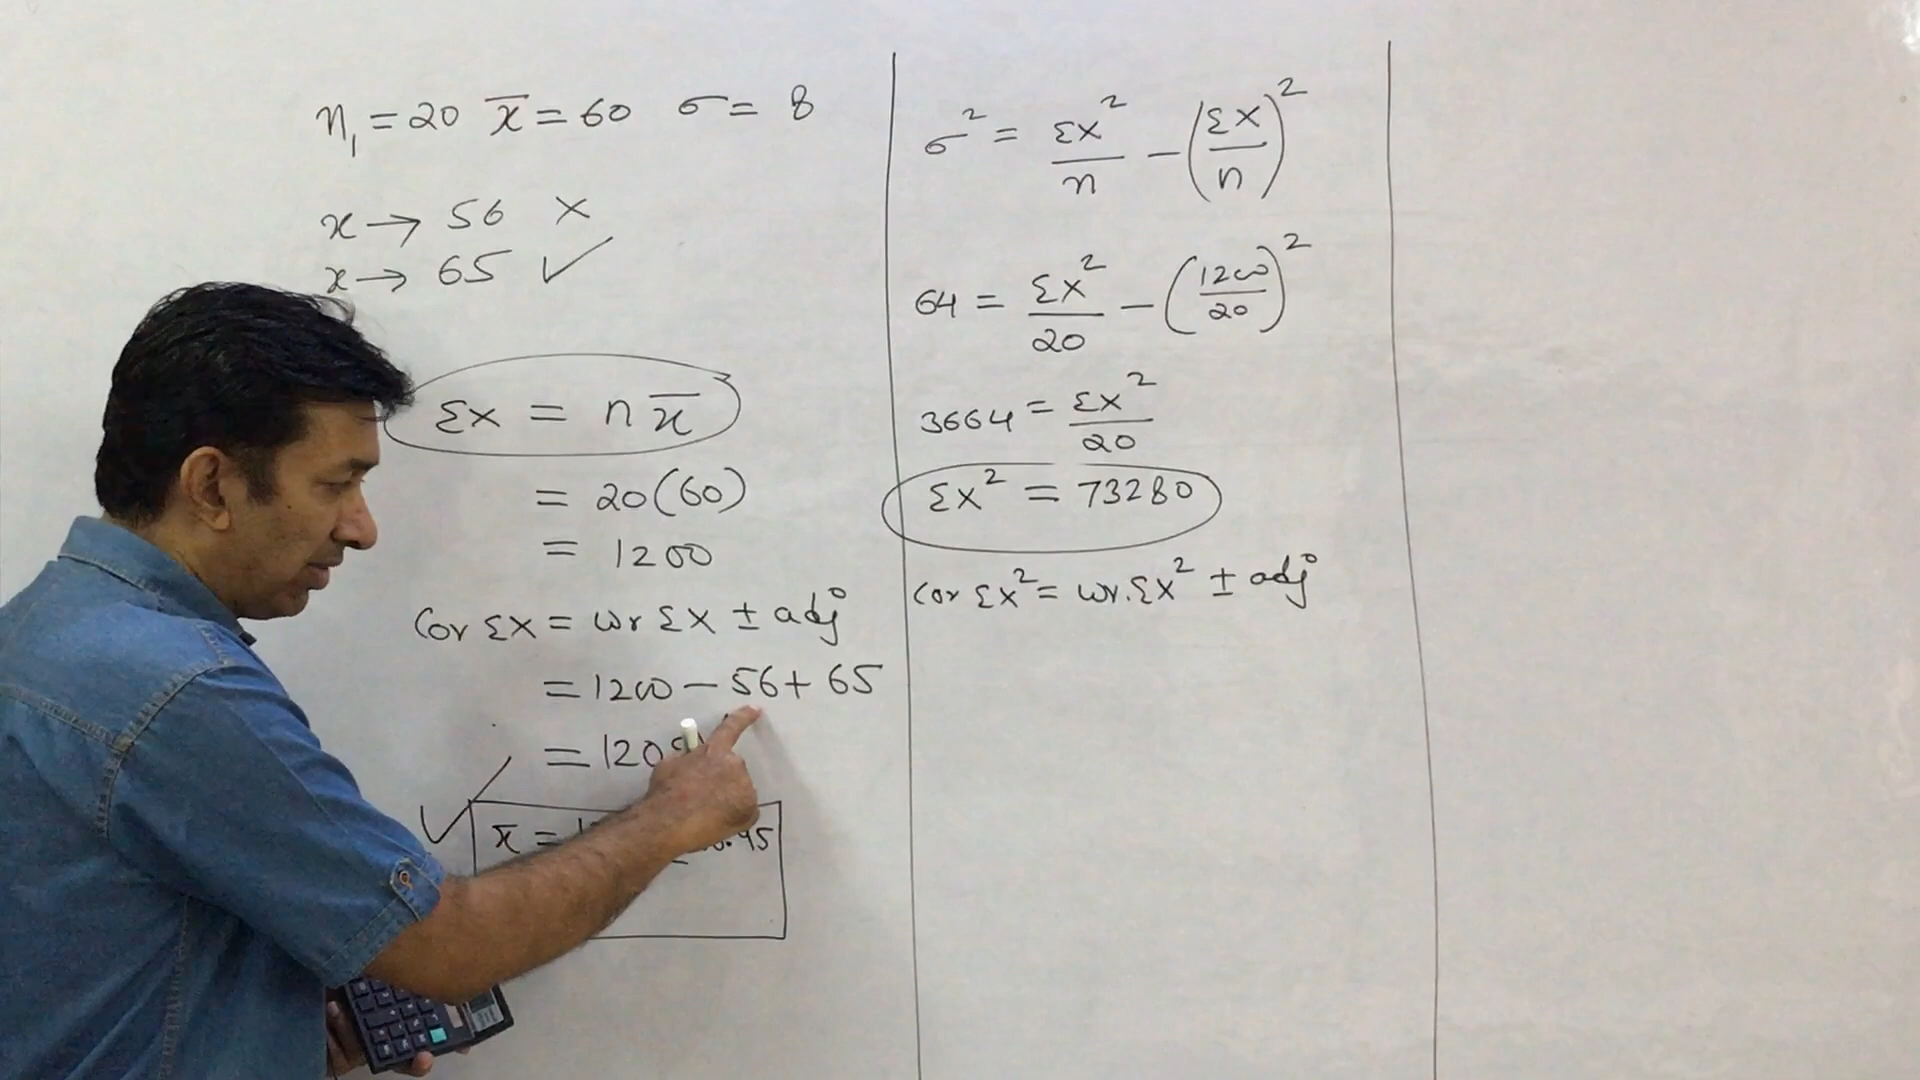 n₁ = 20 x̄ = 60 σ = 8
x → 56 ×
x → 65 ✓
Σx = n x̄
= 20(60)
= 1200
Cor Σx = wr Σx ± adj
= 1200 − 56 + 65
= 120
x̄ = .45
σ² = Σx²/n − (Σx/n)²
64 = Σx²/20 − (1200/20)²
3664 = Σx²/20
Σx² = 73280
Cor Σx² = wr. Σx² ± adj